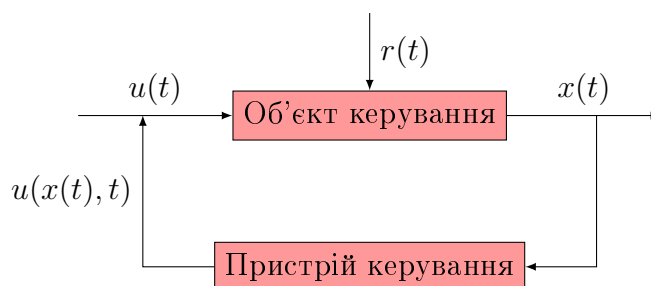 r(t)
u(t)
x(t)
Об'єкт керування
u(x(t), t)
Пристрій керування